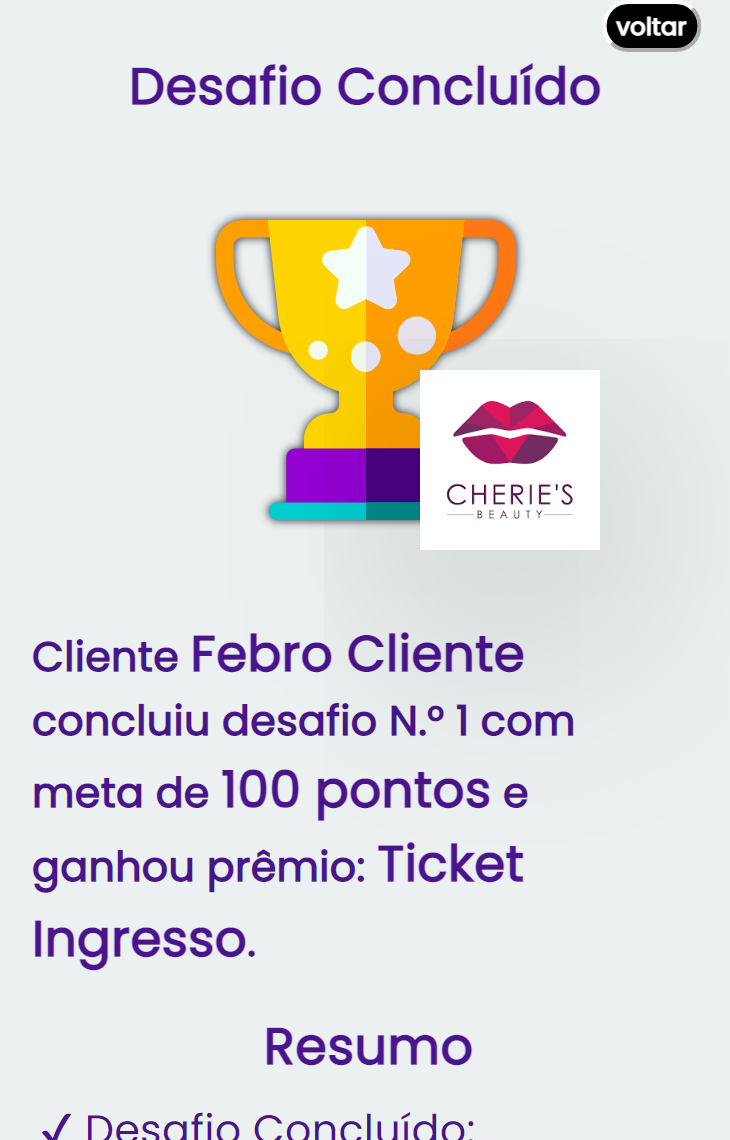 voltar
Desafio Concluído
CHERIE'S
BEAUTY
Cliente Febro Cliente
concluiu desafio N.º 1 com
meta de 100 pontos e
ganhou prêmio: Ticket
Ingresso.
Resumo
✓ Desafio Concluído: